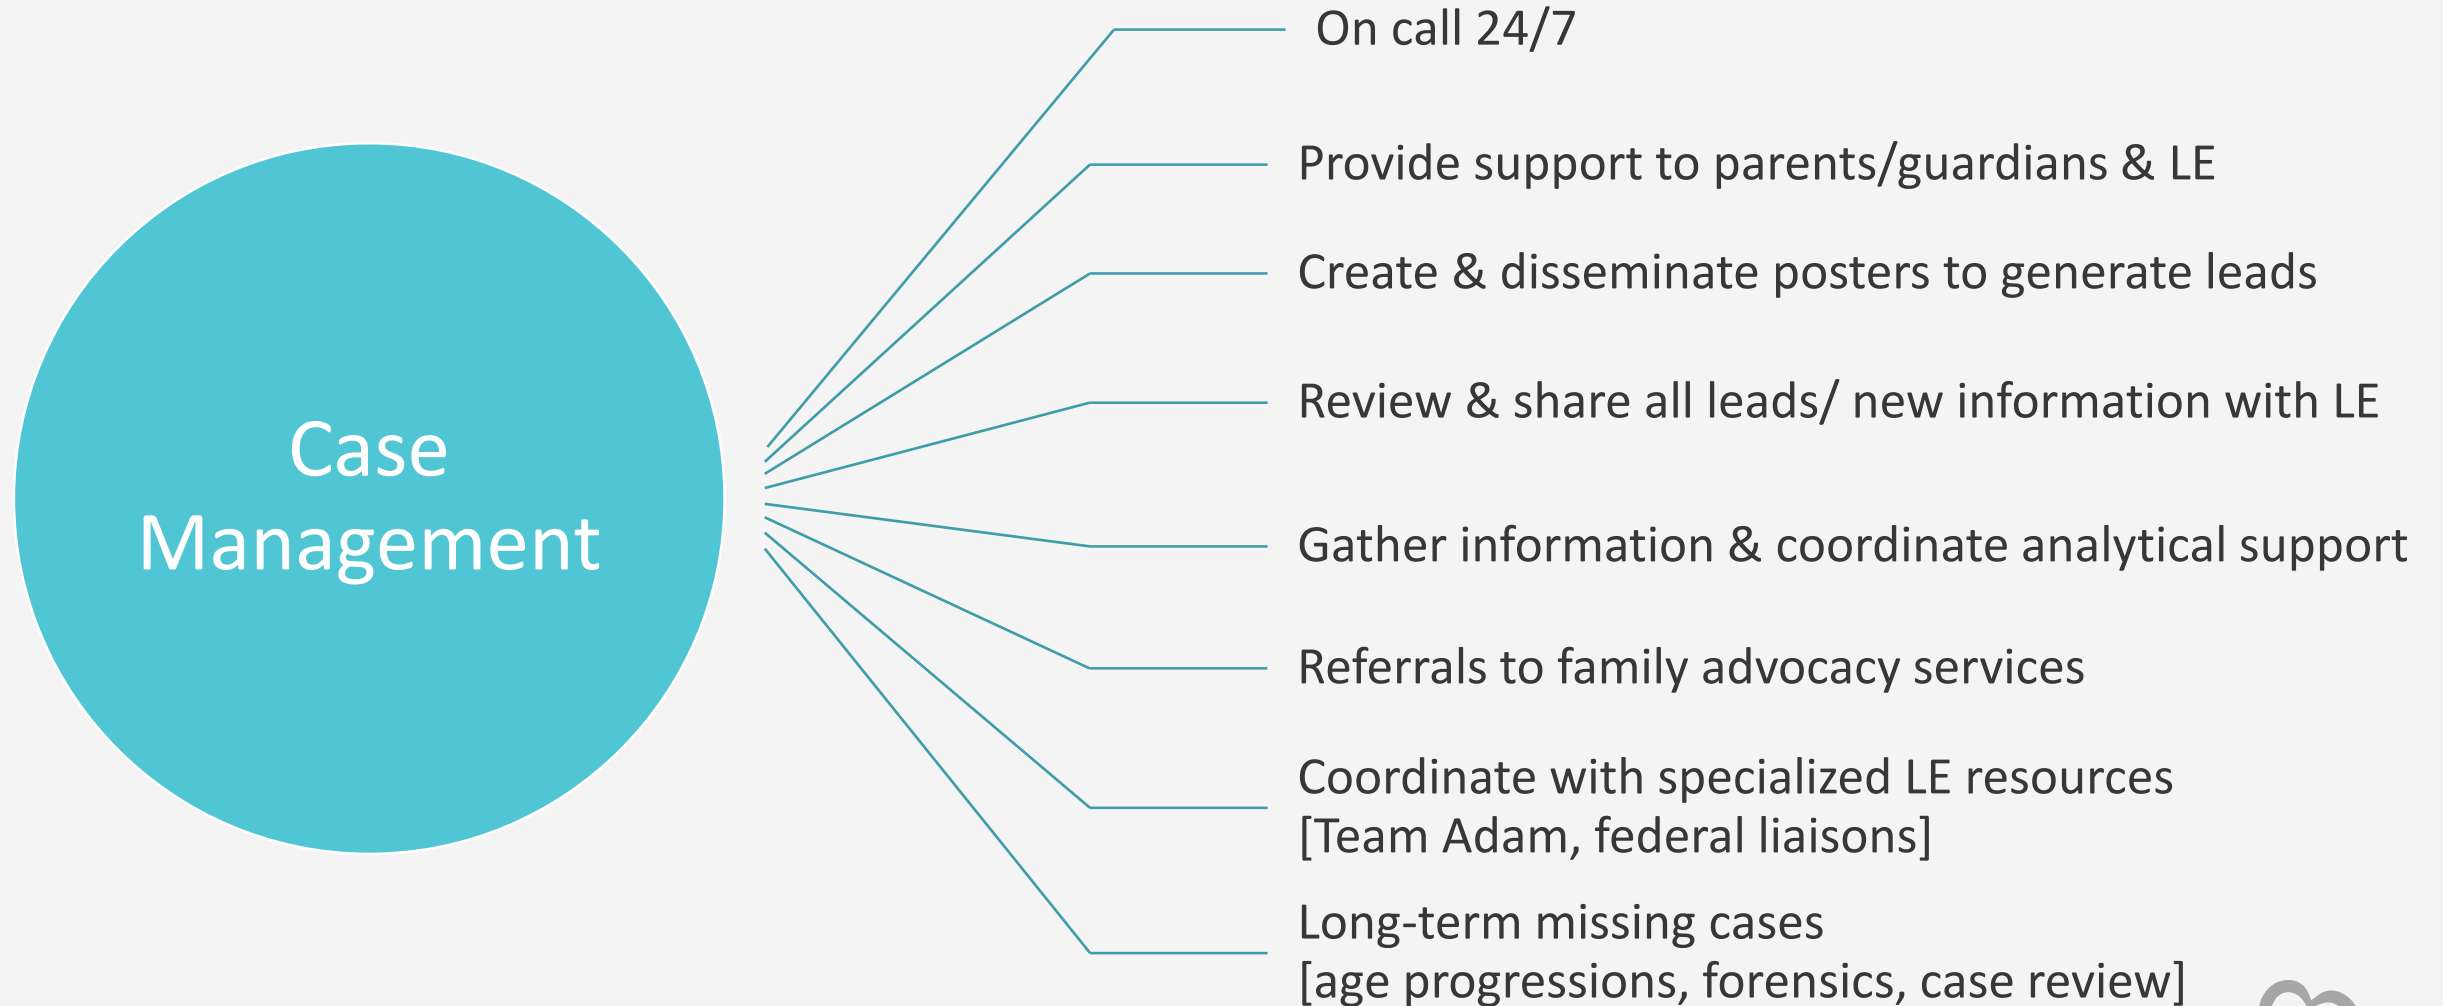 Case
Management
On call 24/7
Provide support to parents/guardians & LE
Create & disseminate posters to generate leads
Review & share all leads/ new information with LE
Gather information & coordinate analytical support
Referrals to family advocacy services
Coordinate with specialized LE resources
[Team Adam, federal liaisons]
Long-term missing cases
[age progressions, forensics, case review]